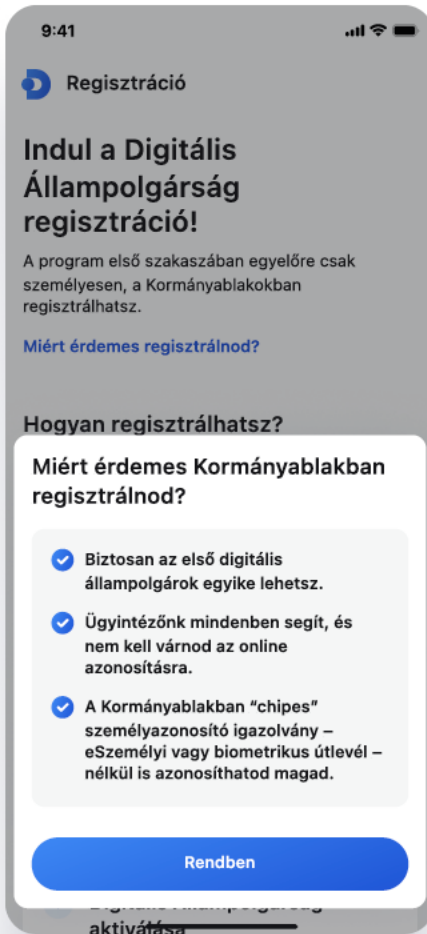 9:41
Regisztráció
Indul a Digitális
Állampolgárság
regisztráció!
A program első szakaszában egyelőre csak
személyesen, a Kormányablakokban
regisztrálhatsz.
Miért érdemes regisztrálnod?
Hogyan regisztrálhatsz?
Miért érdemes Kormányablakban
regisztrálnod?
Biztosan az első digitális
állampolgárok egyike lehetsz.
Ügyintézőnk mindenben segít, és
nem kell várnod az online
azonosításra.
A Kormányablakban “chipes”
személyazonosító igazolvány –
eSzemélyi vagy biometrikus útlevél –
nélkül is azonosíthatod magad.
Rendben
aktiválása